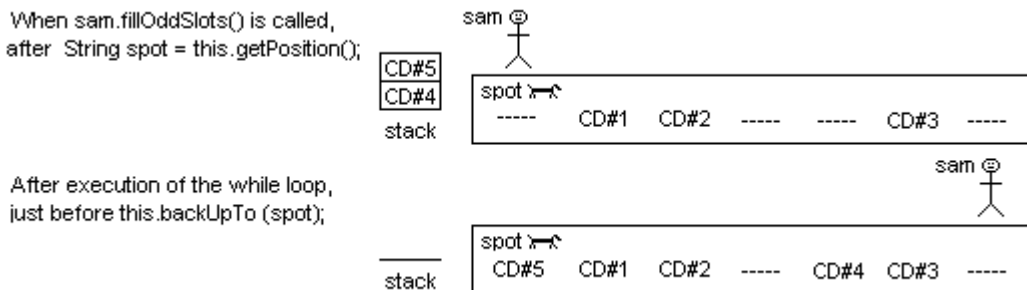 When sam.fillOddSlots() is called,
after String spot = this.getPosition();
sam
CD#5
CD#4
stack
spot
----- CD#1 CD#2 ----- ----- CD#3 -----
After execution of the while loop,
just before this.backUpTo (spot);
sam
stack
spot
CD#5 CD#1 CD#2 ----- CD#4 CD#3 -----